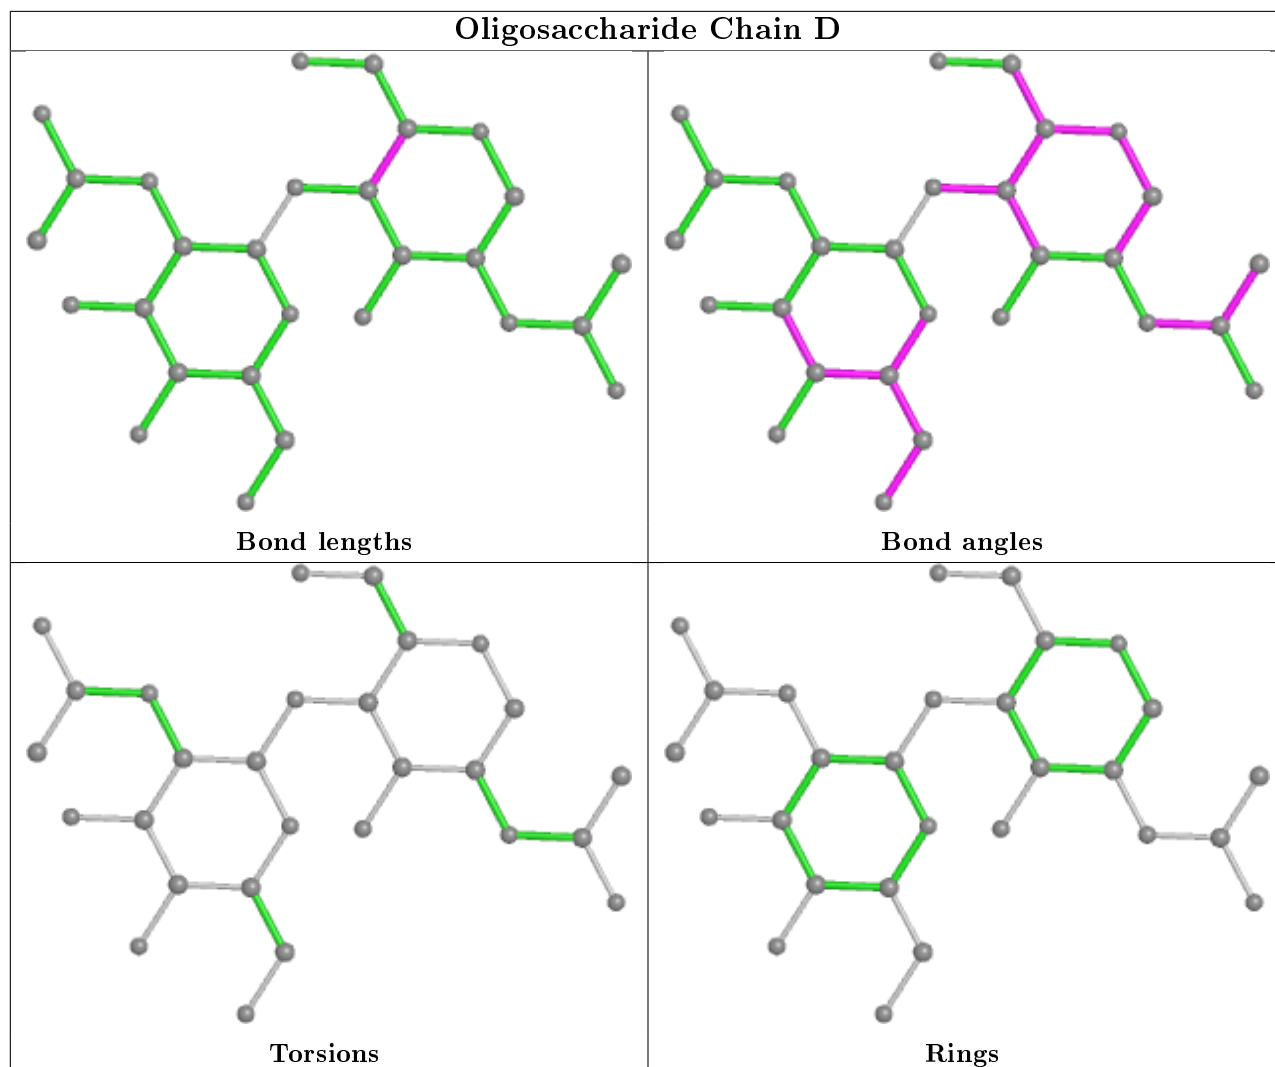 Oligosaccharide Chain D
Bond lengths
Bond angles
Torsions
Rings